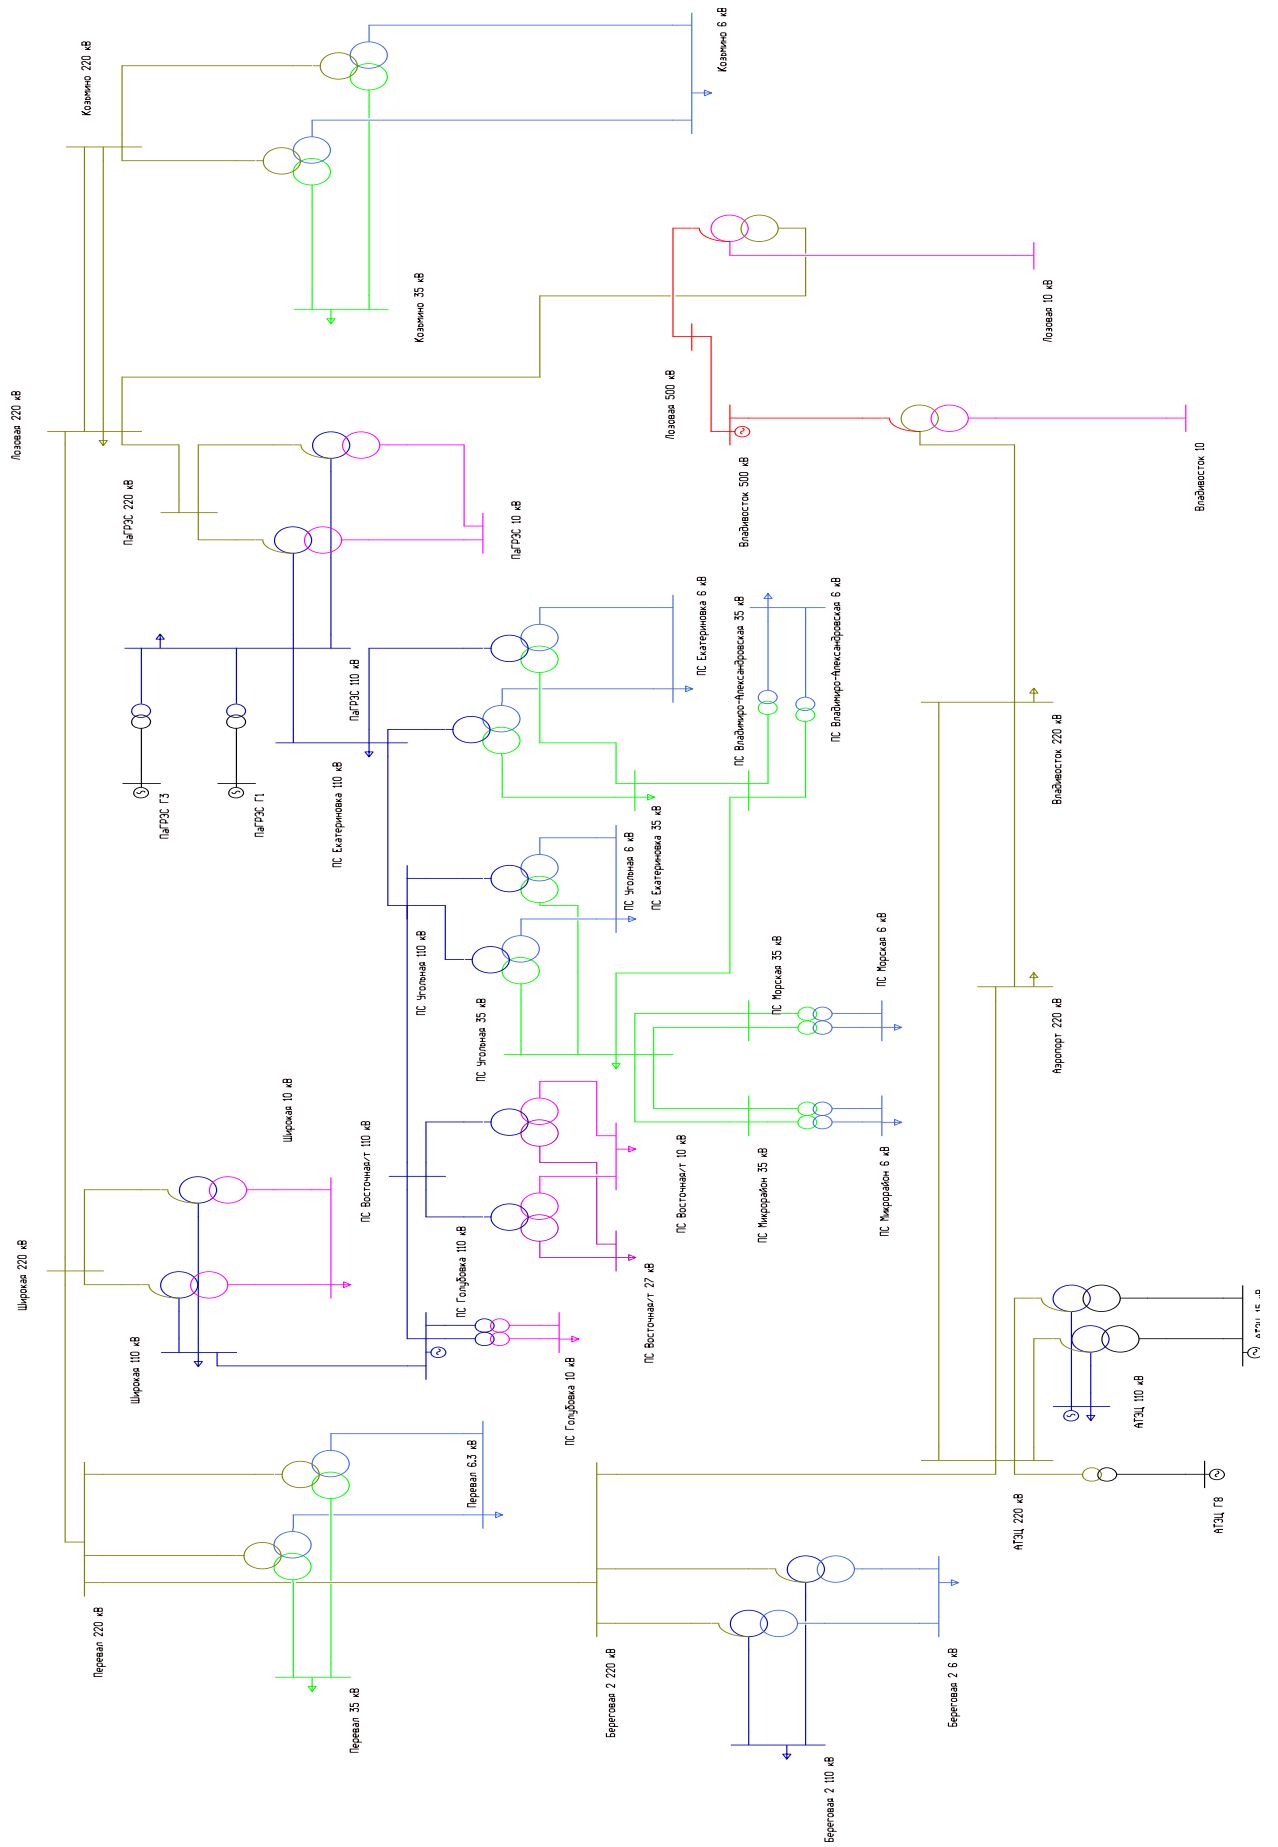 Козьмино 220 кВ
Козьмино 6 кВ
Козьмино 35 кВ
Лозовая 220 кВ
Лозовая 10 кВ
Лозовая 500 кВ
ПаГРЭС 220 кВ
ПаГРЭС 10 кВ
Владивосток 500 кВ
Владивосток 10
ПаГРЭС 110 кВ
ПС Екатериновка 6 кВ
ПС Владимиро-Александровская 35 кВ
ПС Владимиро-Александровская 6 кВ
ПаГРЭС Г3
ПаГРЭС Г1
ПС Екатериновка 110 кВ
Владивосток 220 кВ
ПС Угольная 6 кВ
ПС Екатериновка 35 кВ
ПС Угольная 110 кВ
ПС Угольная 35 кВ
ПС Морская 35 кВ
ПС Морская 6 кВ
Аэропорт 220 кВ
Широкая 10 кВ
ПС Восточная/т 110 кВ
ПС Восточная/т 10 кВ
ПС Микрорайон 35 кВ
ПС Микрорайон 6 кВ
Широкая 220 кВ
ПС Голубовка 110 кВ
ПС Восточная/т 27 кВ
Широкая 110 кВ
ПС Голубовка 10 кВ
АТЭЦ 15 кВ
АТЭЦ 110 кВ
Перевал 6.3 кВ
АТЭЦ 220 кВ
АТЭЦ Г8
Перевал 220 кВ
Перевал 35 кВ
Береговая 2 220 кВ
Береговая 2 6 кВ
Береговая 2 110 кВ